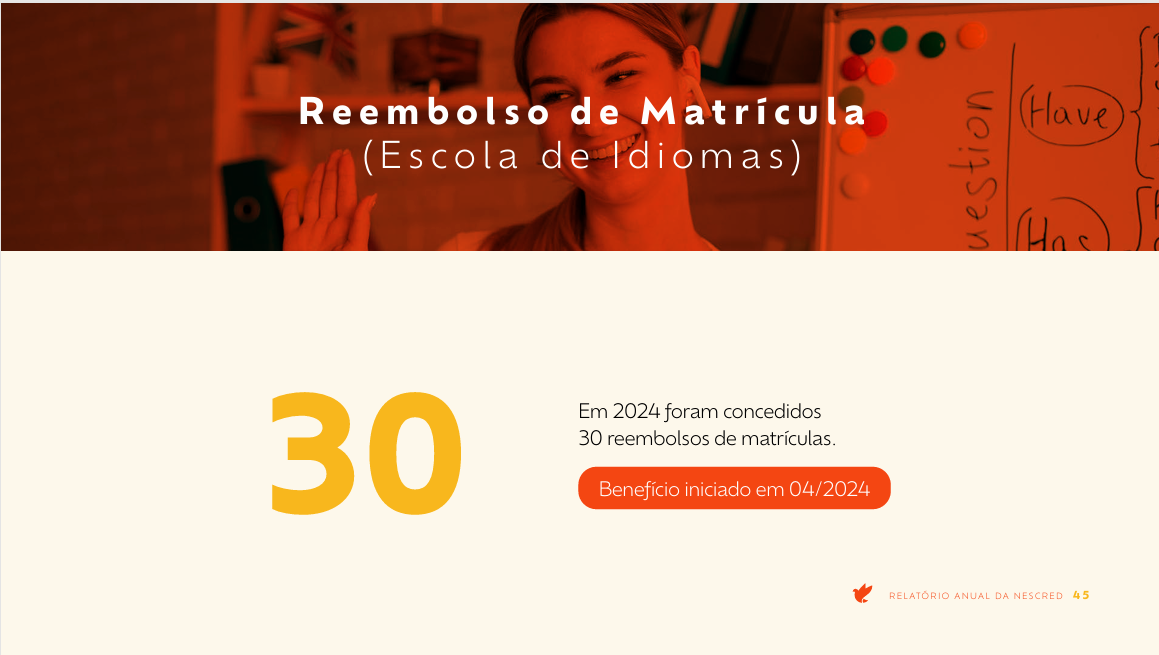 Reembolso de Matrícula
(Escola de Idiomas)
Have
uestion
Has
30
Em 2024 foram concedidos
30 reembolsos de matrículas.
Benefício iniciado em 04/2024
RELATÓRIO ANUAL DA NESCRED 45